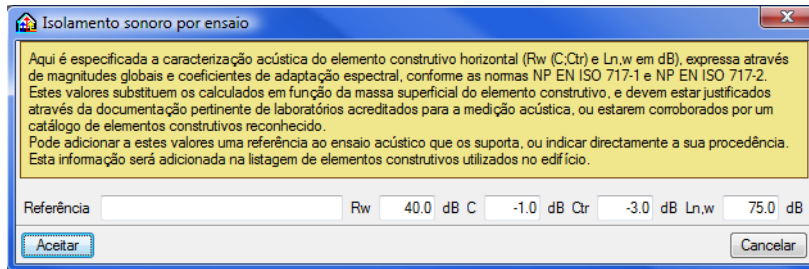 Isolamento sonoro por ensaio
Aqui é especificada a caracterização acústica do elemento construtivo horizontal (Rw (C;Ctr) e Ln,w em dB), expressa através
de magnitudes globais e coeficientes de adaptação espectral, conforme as normas NP EN ISO 717-1 e NP EN ISO 717-2.
Estes valores substituem os calculados em função da massa superficial do elemento construtivo, e devem estar justificados
através da documentação pertinente de laboratórios acreditados para a medição acústica, ou estarem corroborados por um
catálogo de elementos construtivos reconhecido.
Pode adicionar a estes valores uma referência ao ensaio acústico que os suporta, ou indicar directamente a sua procedência.
Esta informação será adicionada na listagem de elementos construtivos utilizados no edifício.
Referência Rw 40.0 dB C -1.0 dB Ctr -3.0 dB Ln,w 75.0 dB
Aceitar Cancelar